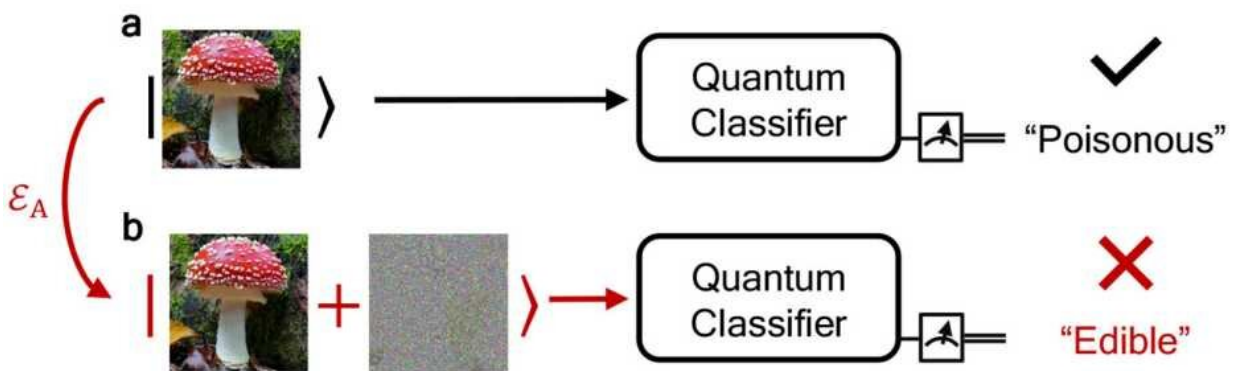 a
Quantum
Classifier
“Poisonous”
ℰA
b
+
Quantum
Classifier
“Edible”